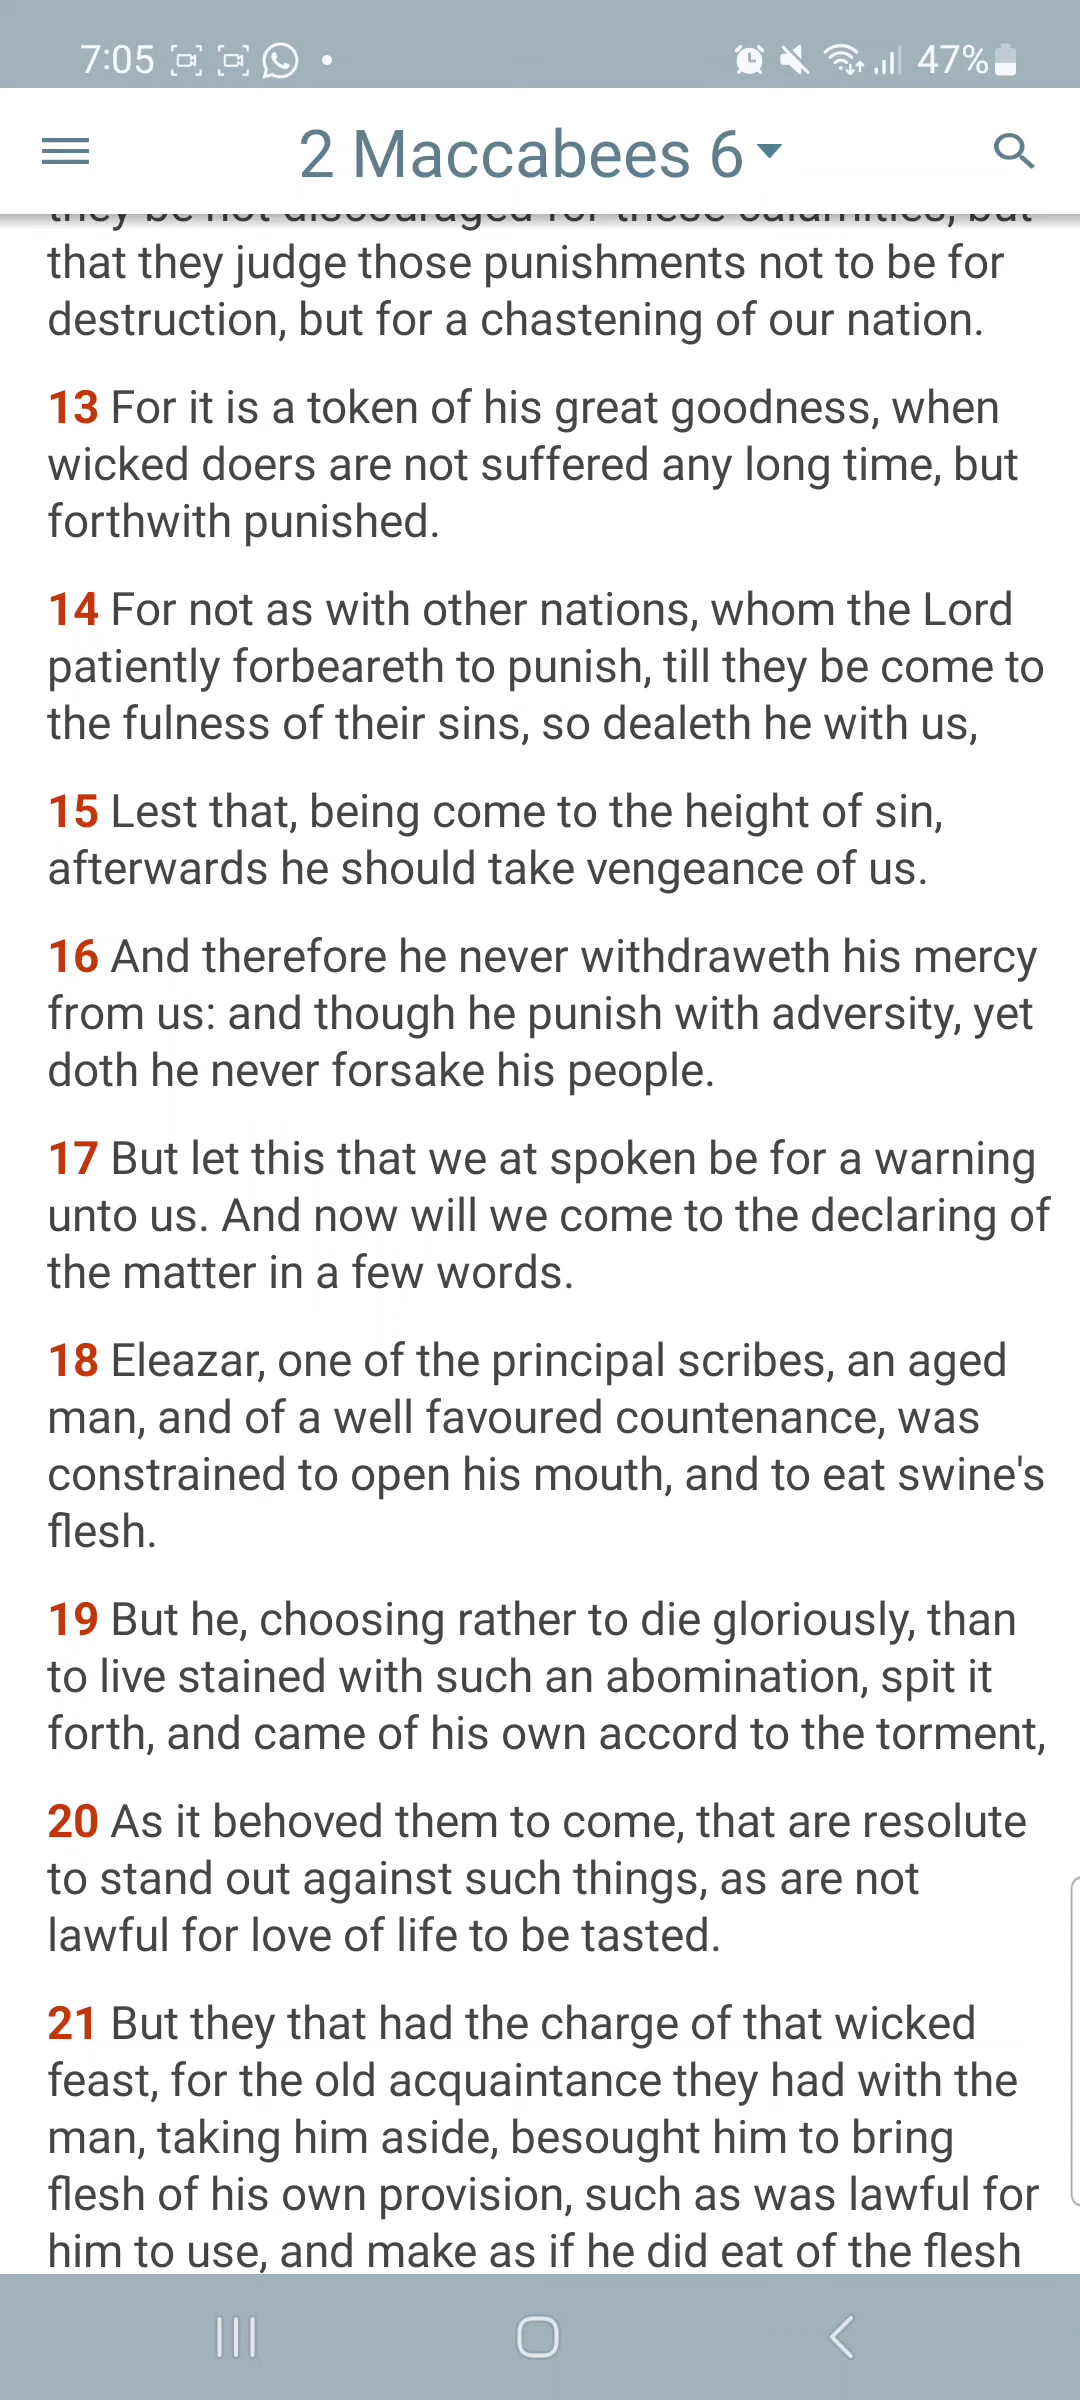 7:05
47%
2 Maccabees 6
they be not discouraged for these calamities, but
that they judge those punishments not to be for
destruction, but for a chastening of our nation.
13 For it is a token of his great goodness, when
wicked doers are not suffered any long time, but
forthwith punished.
14 For not as with other nations, whom the Lord
patiently forbeareth to punish, till they be come to
the fulness of their sins, so dealeth he with us,
15 Lest that, being come to the height of sin,
afterwards he should take vengeance of us.
16 And therefore he never withdraweth his mercy
from us: and though he punish with adversity, yet
doth he never forsake his people.
17 But let this that we at spoken be for a warning
unto us. And now will we come to the declaring of
the matter in a few words.
18 Eleazar, one of the principal scribes, an aged
man, and of a well favoured countenance, was
constrained to open his mouth, and to eat swine's
flesh.
19 But he, choosing rather to die gloriously, than
to live stained with such an abomination, spit it
forth, and came of his own accord to the torment,
20 As it behoved them to come, that are resolute
to stand out against such things, as are not
lawful for love of life to be tasted.
21 But they that had the charge of that wicked
feast, for the old acquaintance they had with the
man, taking him aside, besought him to bring
flesh of his own provision, such as was lawful for
him to use, and make as if he did eat of the flesh